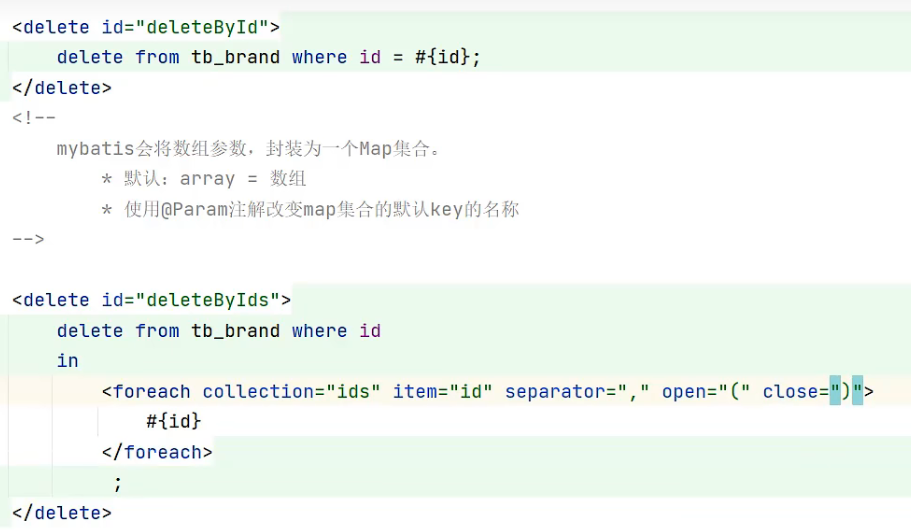 <delete id="deleteById">
    delete from tb_brand where id = #{id};
</delete>
<!--
    mybatis会将数组参数，封装为一个Map集合。
        * 默认：array = 数组
        * 使用@Param注解改变map集合的默认key的名称
-->
<delete id="deleteByIds">
    delete from tb_brand where id
    in
        <foreach collection="ids" item="id" separator="," open="(" close=")">
            #{id}
        </foreach>
         ;
</delete>